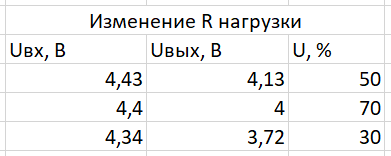 Изменение R нагрузки
Uвх, В Uвых, В U, %
4,43 4,13 50
4,4 4 70
4,34 3,72 30